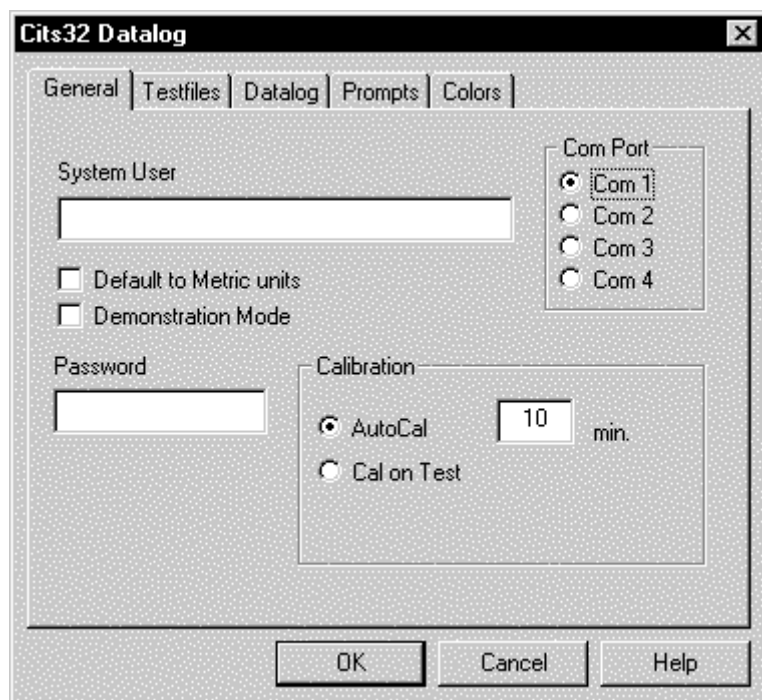 Cits32 Datalog
General Testfiles Datalog Prompts Colors
System User
Com Port
Com 1
Com 2
Com 3
Com 4
Default to Metric units
Demonstration Mode
Password
Calibration
AutoCal 10 min.
Cal on Test
OK Cancel Help